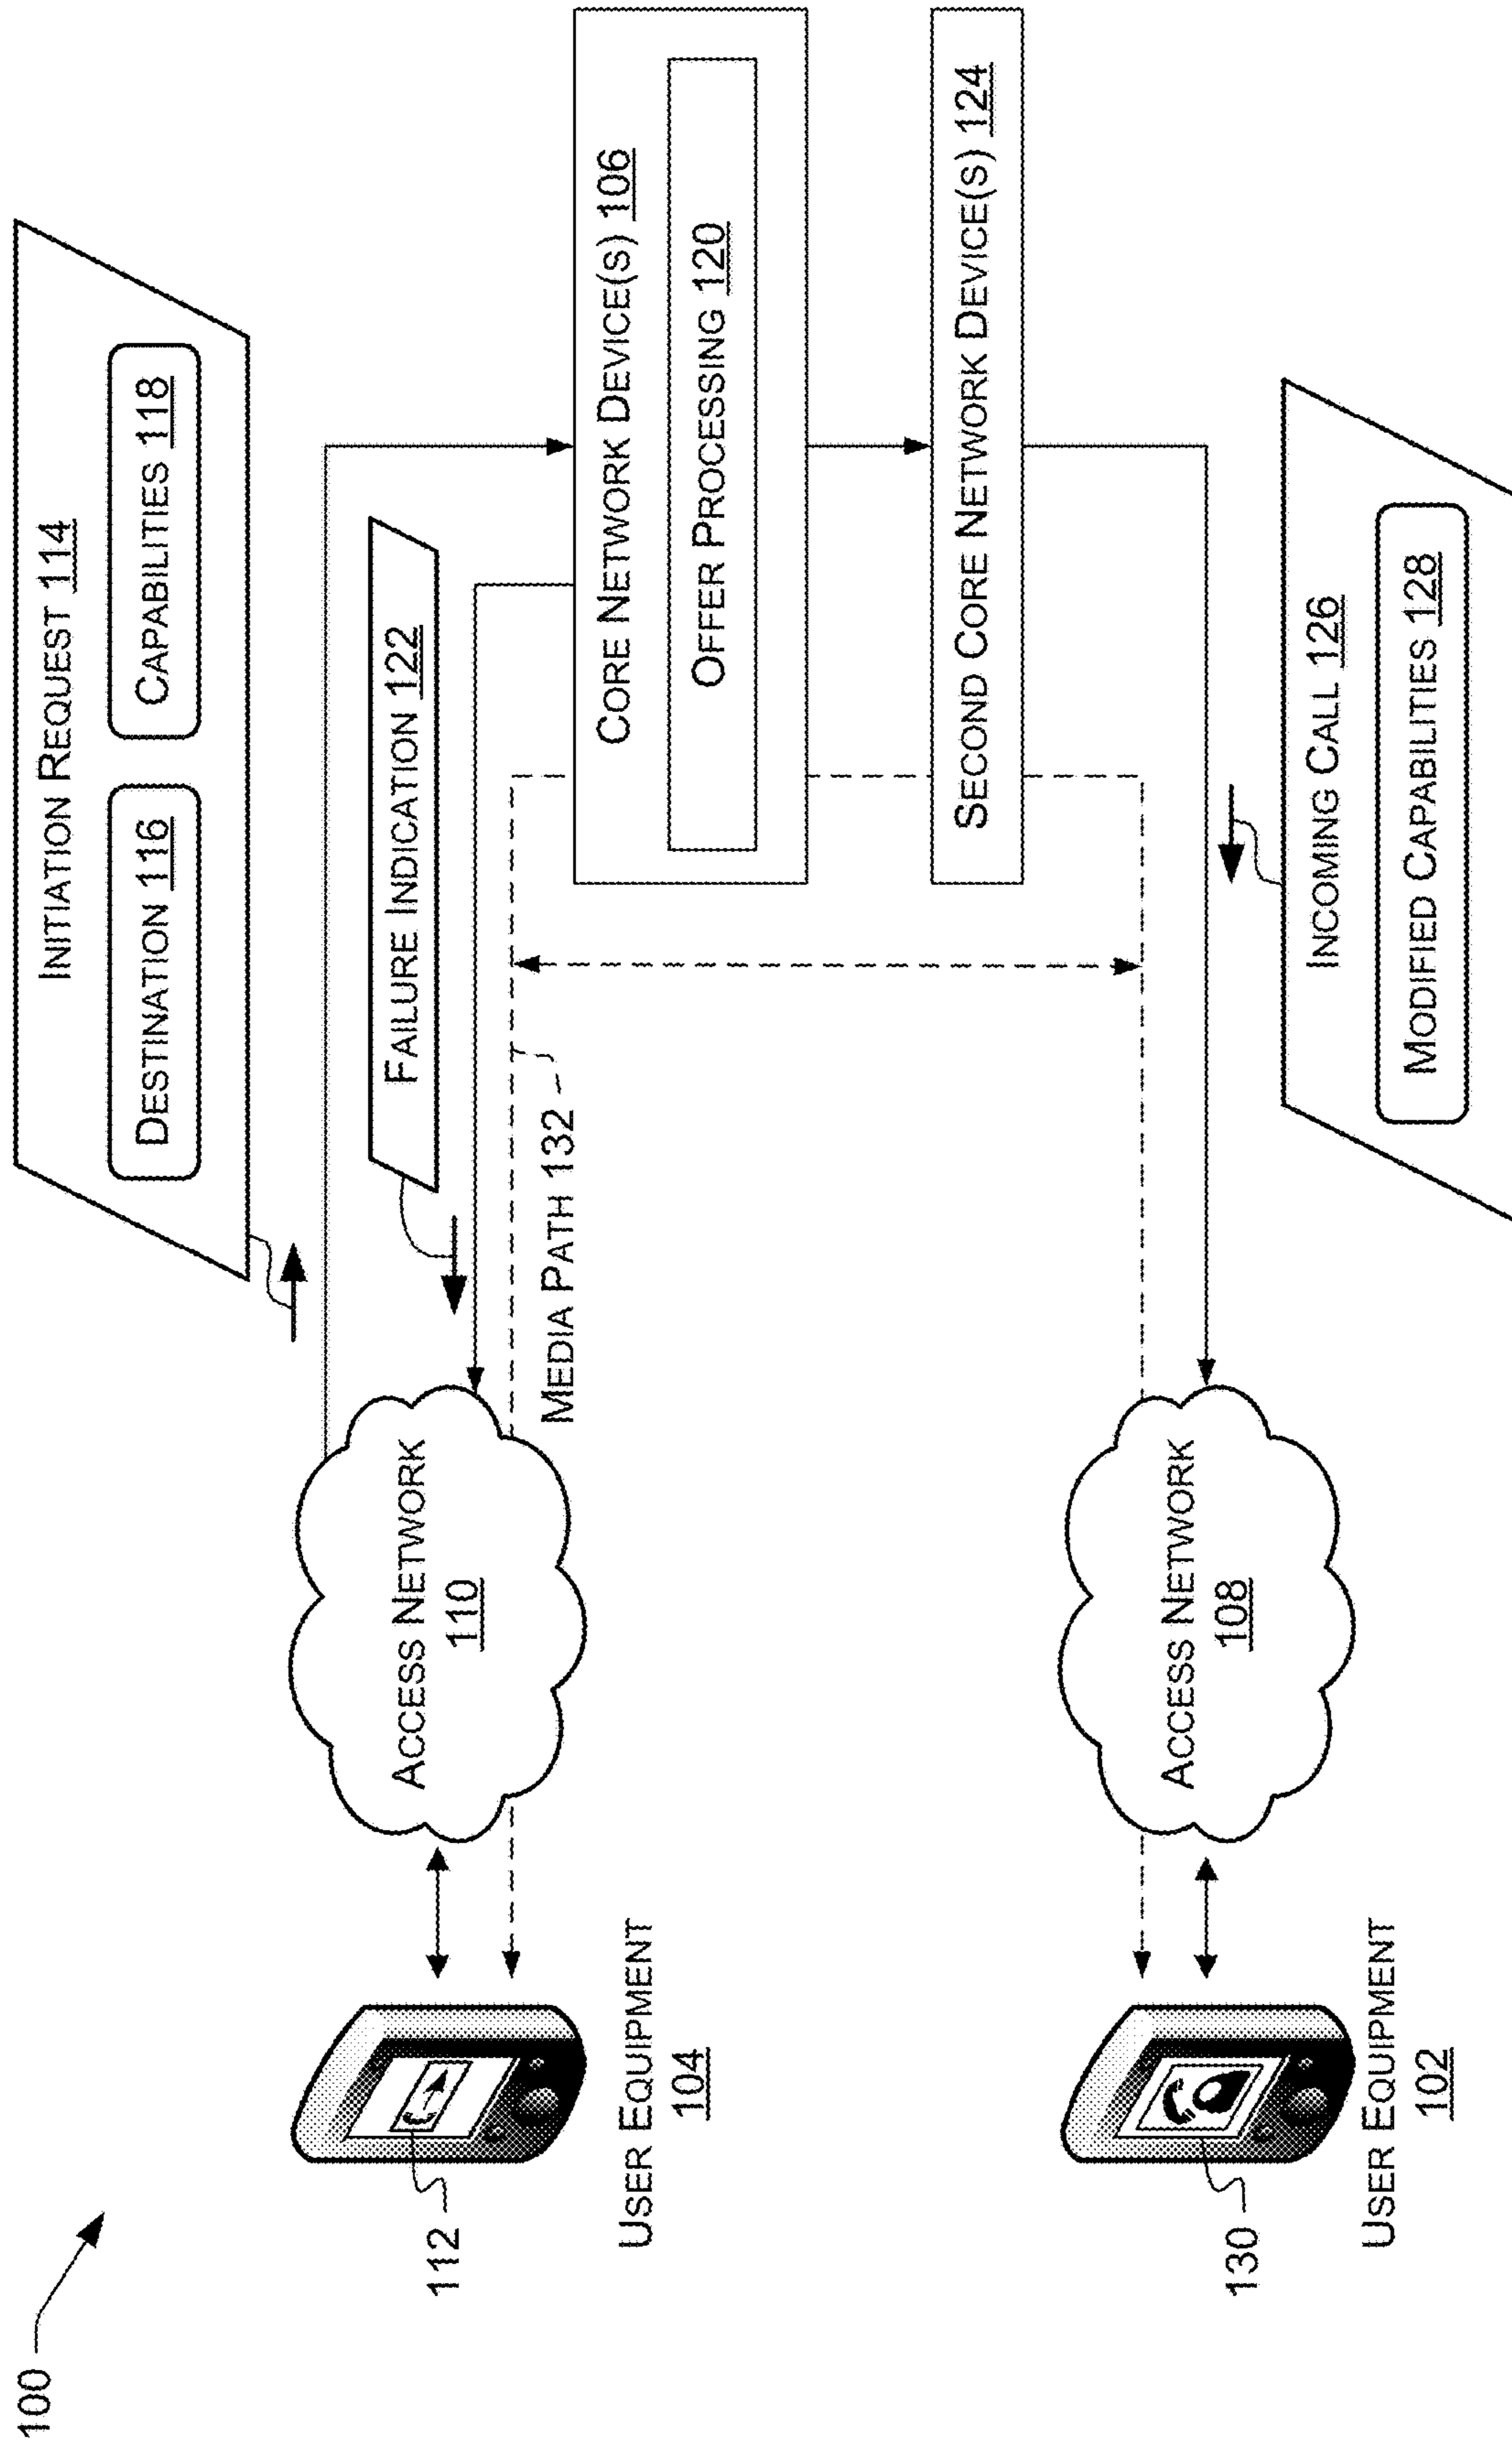 100
INITIATION REQUEST 114
DESTINATION 116
CAPABILITIES 118
FAILURE INDICATION 122
MEDIA PATH 132
112
USER EQUIPMENT
104
ACCESS NETWORK
110
CORE NETWORK DEVICE(S) 106
OFFER PROCESSING 120
SECOND CORE NETWORK DEVICE(S) 124
130
USER EQUIPMENT
102
ACCESS NETWORK
108
INCOMING CALL 126
MODIFIED CAPABILITIES 128